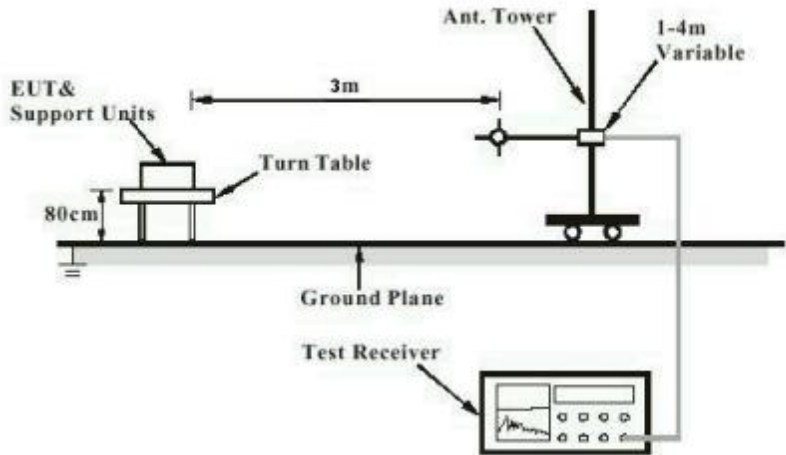 Ant. Tower
1-4m
Variable
3m
EUT&
Support Units
Turn Table
80cm
Ground Plane
Test Receiver